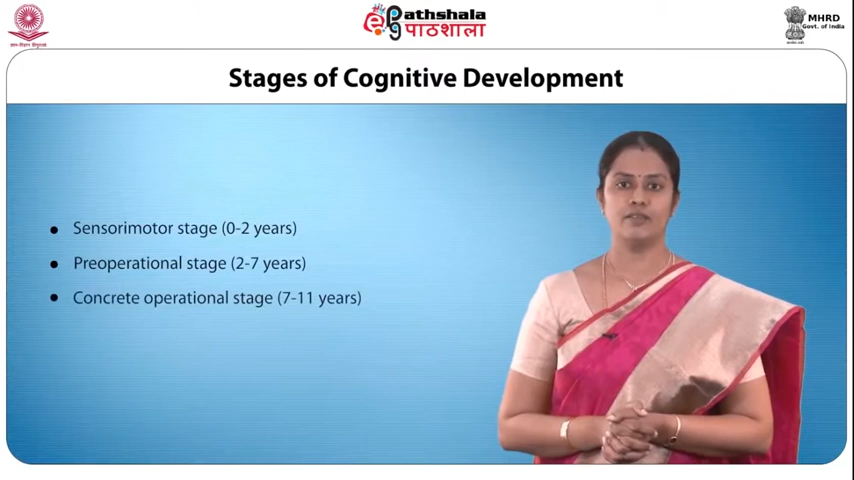 ePathshala
पाठशाला
MHRD
Govt. of India
Stages of Cognitive Development
• Sensorimotor stage (0-2 years)
• Preoperational stage (2-7 years)
• Concrete operational stage (7-11 years)